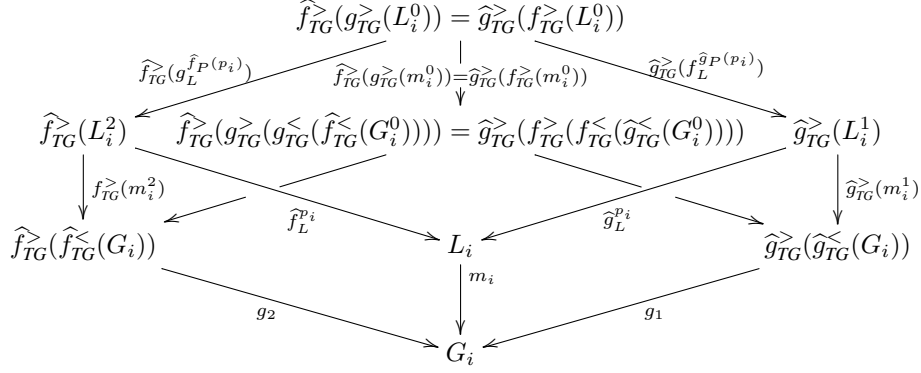 $\widehat{f}^{>}_{TG}(g^{>}_{TG}(L^0_i)) = \widehat{g}^{>}_{TG}(f^{>}_{TG}(L^0_i))$
$\widehat{f}^{>}_{TG}(g_L^{\widehat{f}_P(p_i)})$ $\widehat{f}^{>}_{TG}(g^{>}_{TG}(m^0_i)) = \widehat{g}^{>}_{TG}(f^{>}_{TG}(m^0_i))$ $\widehat{g}^{>}_{TG}(f_L^{\widehat{g}_P(p_i)})$
$\widehat{f}^{>}_{TG}(L^2_i)$ $\widehat{f}^{>}_{TG}(g^{>}_{TG}(g^{<}_{TG}(\widehat{f}^{<}_{TG}(G^0_i)))) = \widehat{g}^{>}_{TG}(f^{>}_{TG}(f^{<}_{TG}(\widehat{g}^{<}_{TG}(G^0_i))))$ $\widehat{g}^{>}_{TG}(L^1_i)$
$f^{>}_{TG}(m^2_i)$ $\widehat{f}_L^{p_i}$ $\widehat{g}_L^{p_i}$ $\widehat{g}^{>}_{TG}(m^1_i)$
$\widehat{f}^{>}_{TG}(\widehat{f}^{<}_{TG}(G_i))$ $L_i$ $\widehat{g}^{>}_{TG}(\widehat{g}^{<}_{TG}(G_i))$
$g_2$ $m_i$ $g_1$
$G_i$